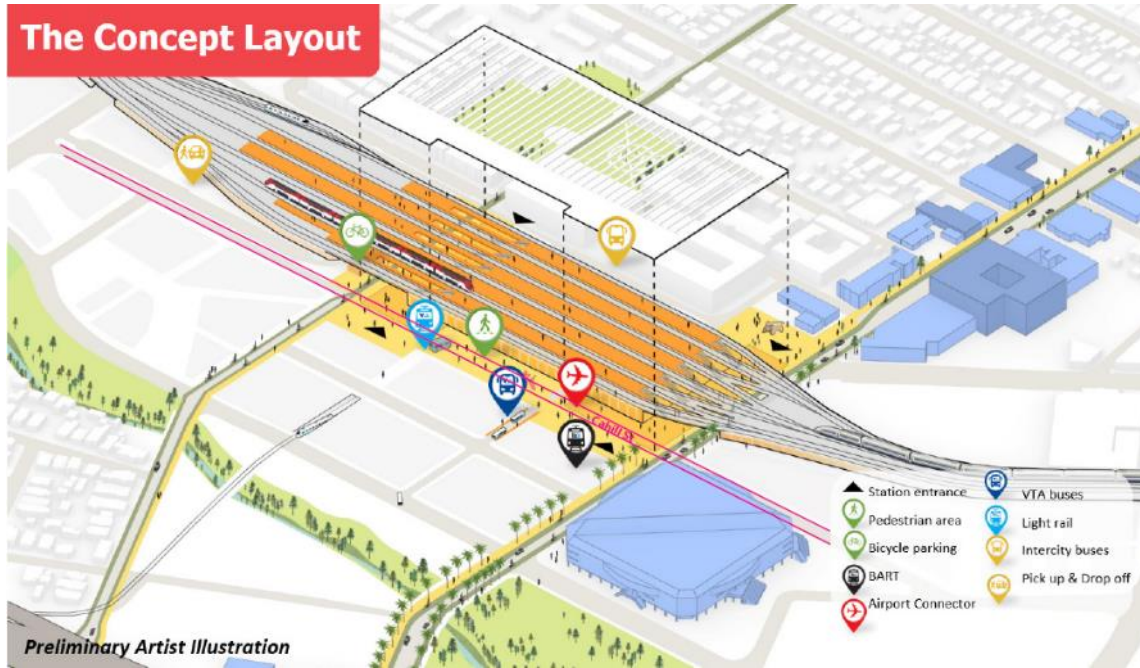 The Concept Layout
Cahill St
Station entrance
Pedestrian area
Bicycle parking
BART
Airport Connector
VTA buses
Light rail
Intercity buses
Pick up & Drop off
Preliminary Artist Illustration